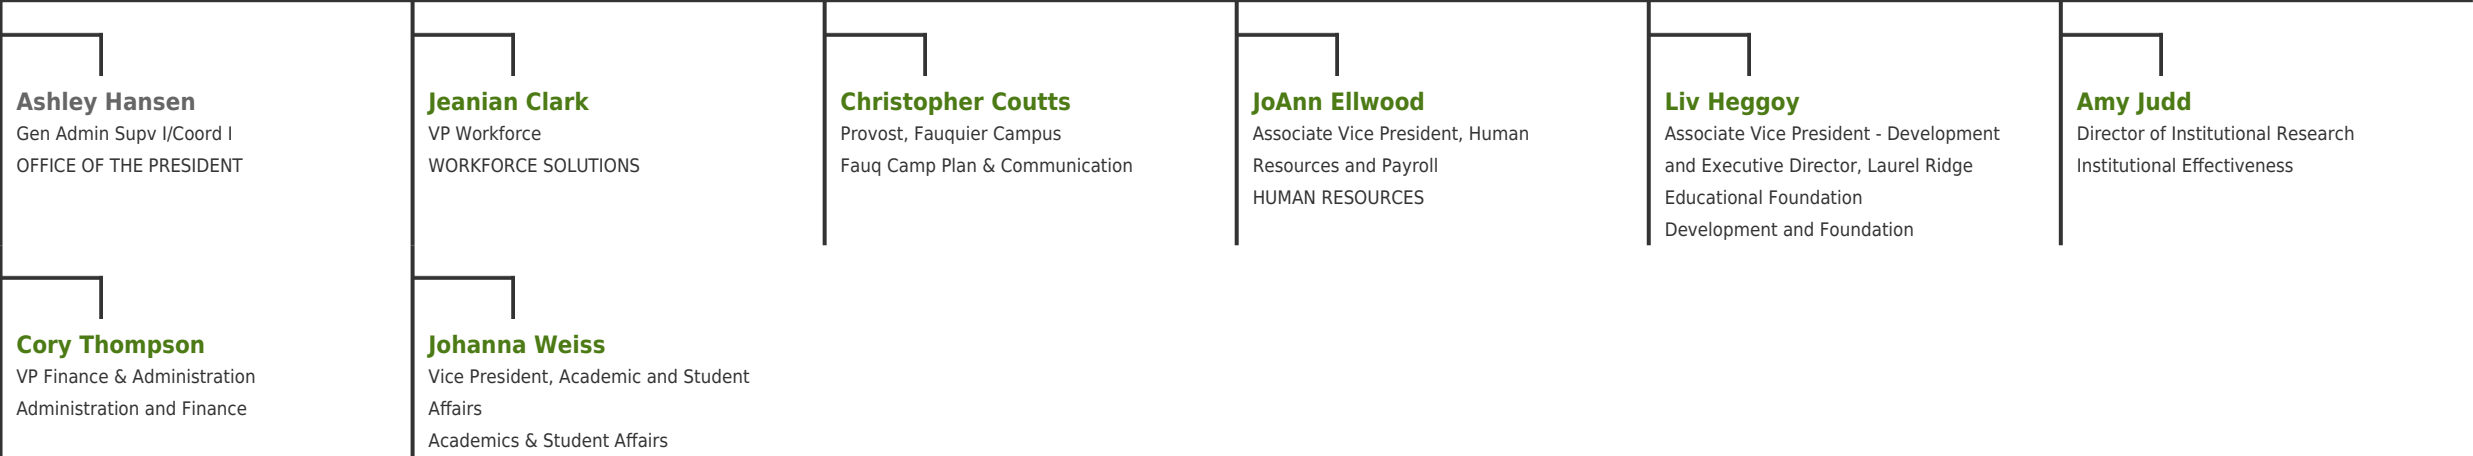 Ashley Hansen
Gen Admin Supv I/Coord I
OFFICE OF THE PRESIDENT
Jeanian Clark
VP Workforce
WORKFORCE SOLUTIONS
Christopher Coutts
Provost, Fauquier Campus
Fauq Camp Plan & Communication
JoAnn Ellwood
Associate Vice President, Human
Resources and Payroll
HUMAN RESOURCES
Liv Heggoy
Associate Vice President - Development
and Executive Director, Laurel Ridge
Educational Foundation
Development and Foundation
Amy Judd
Director of Institutional Research
Institutional Effectiveness
Cory Thompson
VP Finance & Administration
Administration and Finance
Johanna Weiss
Vice President, Academic and Student
Affairs
Academics & Student Affairs